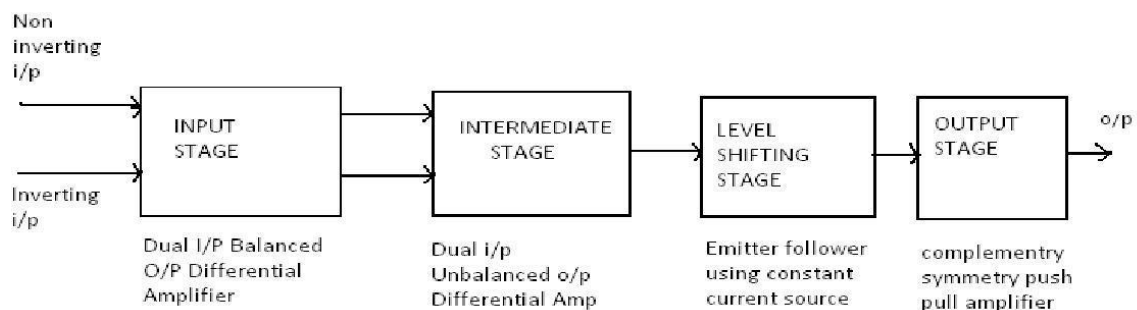 Non
inverting
i/p
Inverting
i/p
INPUT
STAGE
Dual I/P Balanced
O/P Differential
Amplifier
INTERMEDIATE
STAGE
Dual i/p
Unbalanced o/p
Differential Amp
LEVEL
SHIFTING
STAGE
Emitter follower
using constant
current source
OUTPUT
STAGE
complementry
symmetry push
pull amplifier
o/p